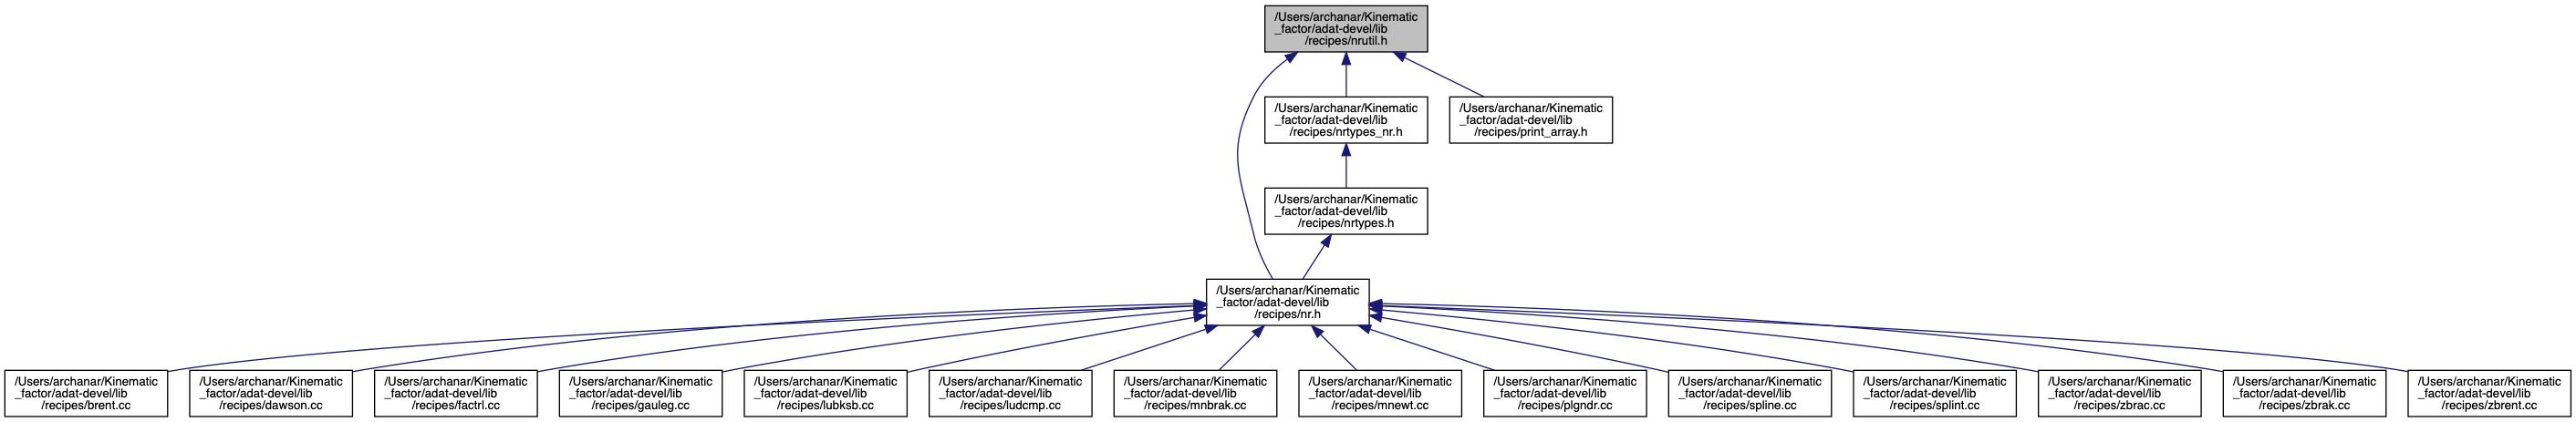 /Users/archanar/Kinematic
_factor/adat-devel/lib
/recipes/nrutil.h
/Users/archanar/Kinematic
_factor/adat-devel/lib
/recipes/nrtypes_nr.h
/Users/archanar/Kinematic
_factor/adat-devel/lib
/recipes/print_array.h
/Users/archanar/Kinematic
_factor/adat-devel/lib
/recipes/nrtypes.h
/Users/archanar/Kinematic
_factor/adat-devel/lib
/recipes/nr.h
/Users/archanar/Kinematic
_factor/adat-devel/lib
/recipes/brent.cc
/Users/archanar/Kinematic
_factor/adat-devel/lib
/recipes/dawson.cc
/Users/archanar/Kinematic
_factor/adat-devel/lib
/recipes/factrl.cc
/Users/archanar/Kinematic
_factor/adat-devel/lib
/recipes/gauleg.cc
/Users/archanar/Kinematic
_factor/adat-devel/lib
/recipes/lubksb.cc
/Users/archanar/Kinematic
_factor/adat-devel/lib
/recipes/ludcmp.cc
/Users/archanar/Kinematic
_factor/adat-devel/lib
/recipes/mnbrak.cc
/Users/archanar/Kinematic
_factor/adat-devel/lib
/recipes/mnewt.cc
/Users/archanar/Kinematic
_factor/adat-devel/lib
/recipes/plgndr.cc
/Users/archanar/Kinematic
_factor/adat-devel/lib
/recipes/spline.cc
/Users/archanar/Kinematic
_factor/adat-devel/lib
/recipes/splint.cc
/Users/archanar/Kinematic
_factor/adat-devel/lib
/recipes/zbrac.cc
/Users/archanar/Kinematic
_factor/adat-devel/lib
/recipes/zbrak.cc
/Users/archanar/Kinematic
_factor/adat-devel/lib
/recipes/zbrent.cc